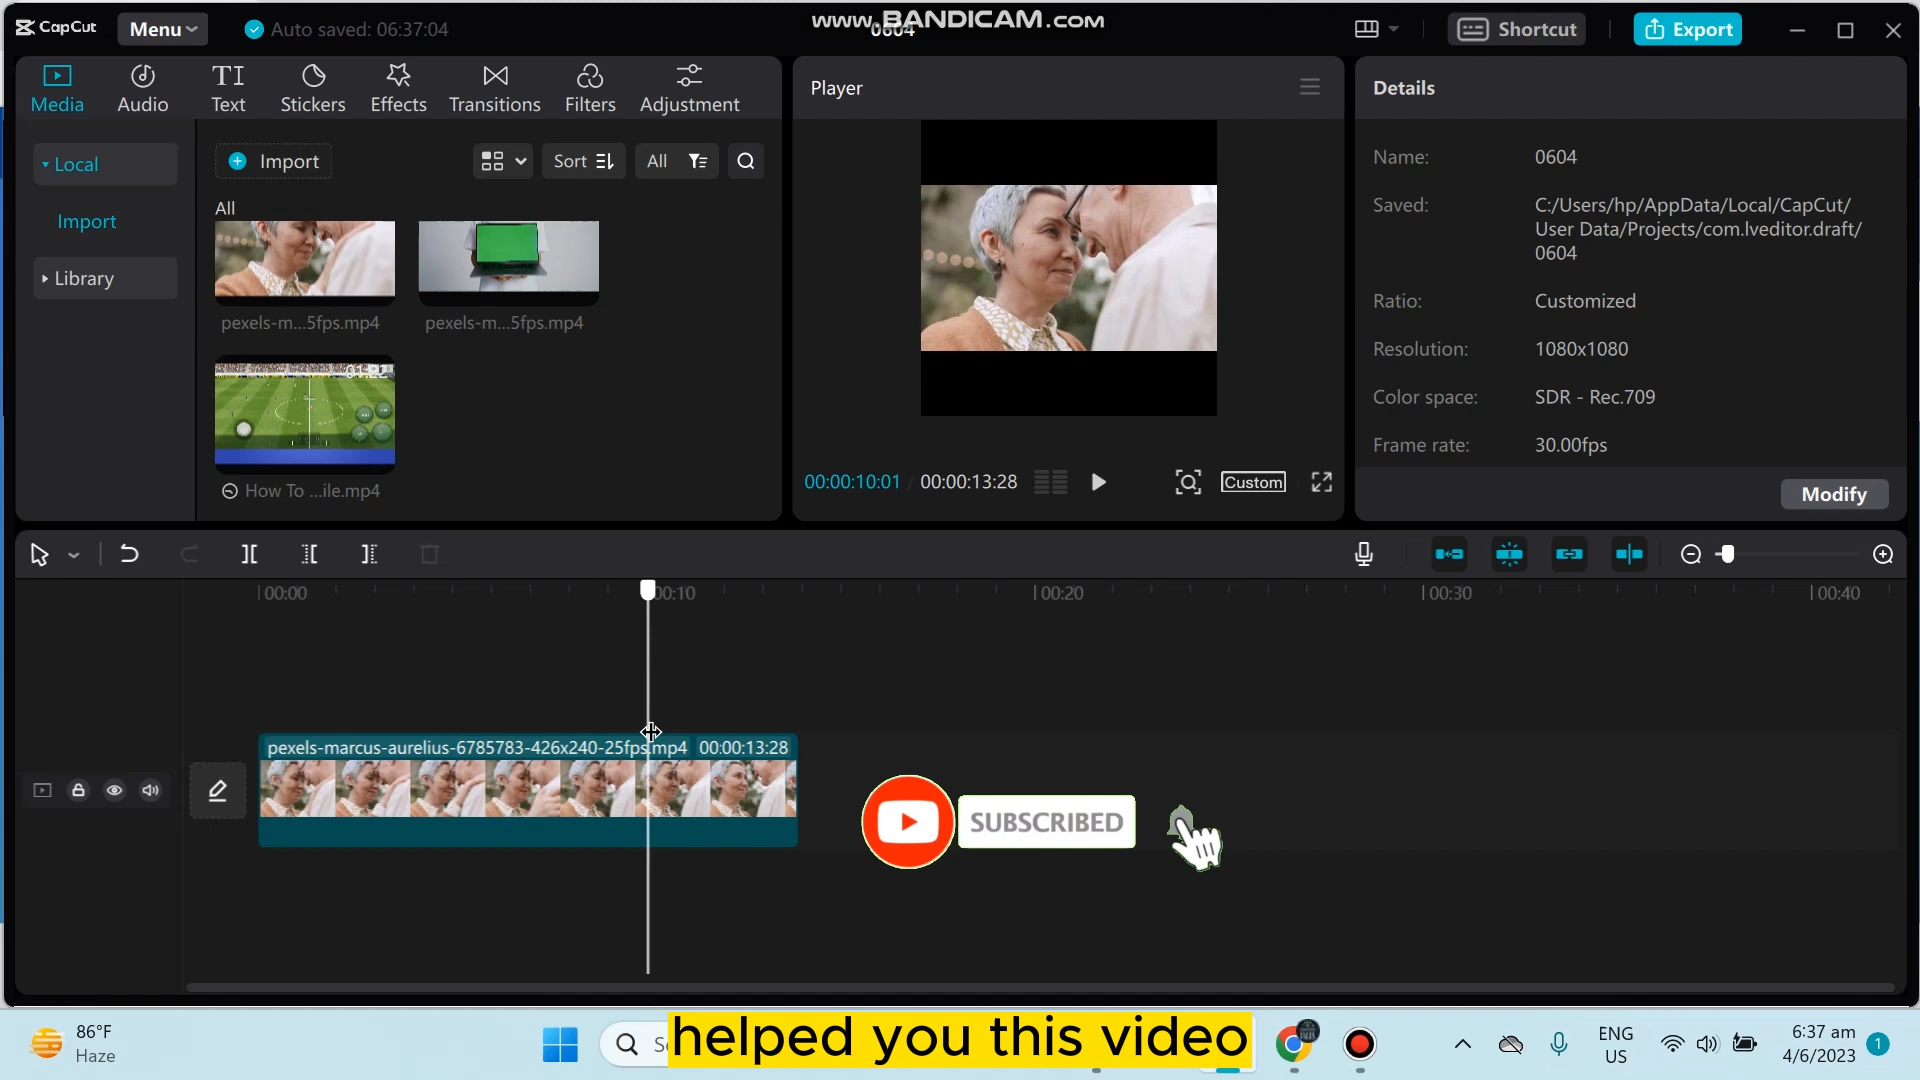 CapCut
Menu
Auto saved: 06:37:04
www.BANDICAM.com
0604
Shortcut
Export
Media
Audio
Text
Stickers
Effects
Transitions
Filters
Adjustment
Player
Details
Local
Import
Library
Import
Sort
All
All
pexels-m...5fps.mp4
pexels-m...5fps.mp4
01:22
How To ...ile.mp4
Name:
0604
Saved:
C:/Users/hp/AppData/Local/CapCut/
User Data/Projects/com.lveditor.draft/
0604
Ratio:
Customized
Resolution:
1080x1080
Color space:
SDR - Rec.709
Frame rate:
30.00fps
Modify
00:00:10:01 / 00:00:13:28
Custom
00:00
00:10
00:20
00:30
00:40
pexels-marcus-aurelius-6785783-426x240-25fps.mp4 00:00:13:28
SUBSCRIBED
86°F
Haze
helped you this video
ENG
US
6:37 am
4/6/2023
1